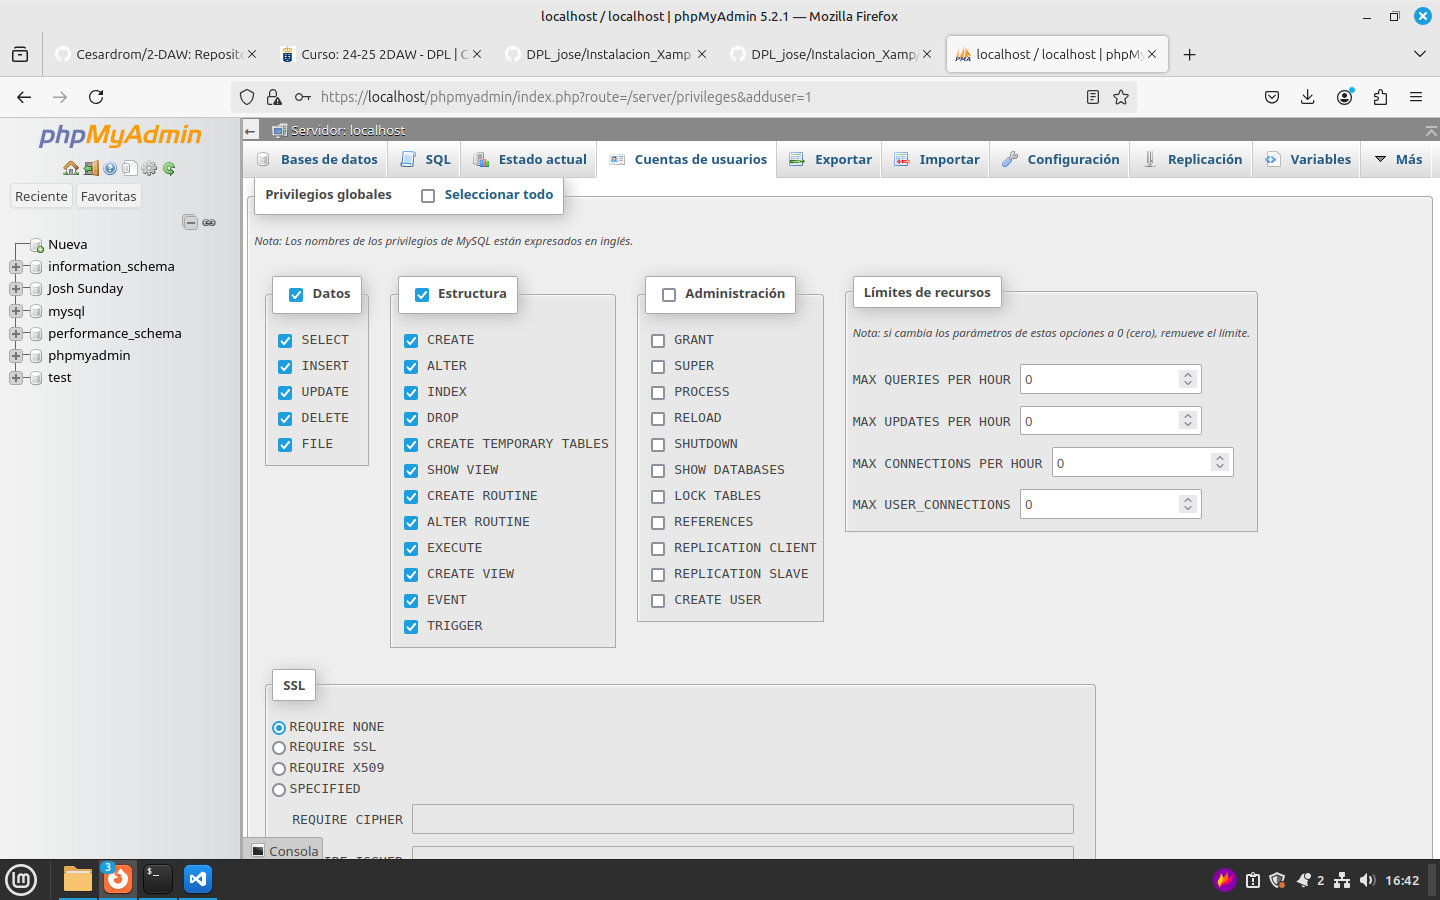 localhost / localhost | phpMyAdmin 5.2.1 — Mozilla Firefox
Cesardrom/2-DAW: Reposito
Curso: 24-25 2DAW - DPL | C
DPL_jose/Instalacion_Xamp
DPL_jose/Instalacion_Xamp/
localhost / localhost | phpMy
https://localhost/phpmyadmin/index.php?route=/server/privileges&adduser=1
phpMyAdmin
Reciente
Favoritas
Nueva
information_schema
Josh Sunday
mysql
performance_schema
phpmyadmin
test
Servidor: localhost
Bases de datos
SQL
Estado actual
Cuentas de usuarios
Exportar
Importar
Configuración
Replicación
Variables
Más
Privilegios globales
Seleccionar todo
Nota: Los nombres de los privilegios de MySQL están expresados en inglés.
Datos
SELECT
INSERT
UPDATE
DELETE
FILE
Estructura
CREATE
ALTER
INDEX
DROP
CREATE TEMPORARY TABLES
SHOW VIEW
CREATE ROUTINE
ALTER ROUTINE
EXECUTE
CREATE VIEW
EVENT
TRIGGER
Administración
GRANT
SUPER
PROCESS
RELOAD
SHUTDOWN
SHOW DATABASES
LOCK TABLES
REFERENCES
REPLICATION CLIENT
REPLICATION SLAVE
CREATE USER
Límites de recursos
Nota: si cambia los parámetros de estas opciones a 0 (cero), remueve el límite.
MAX QUERIES PER HOUR 0
MAX UPDATES PER HOUR 0
MAX CONNECTIONS PER HOUR 0
MAX USER_CONNECTIONS 0
SSL
REQUIRE NONE
REQUIRE SSL
REQUIRE X509
SPECIFIED
REQUIRE CIPHER
Consola
3
2
16:42